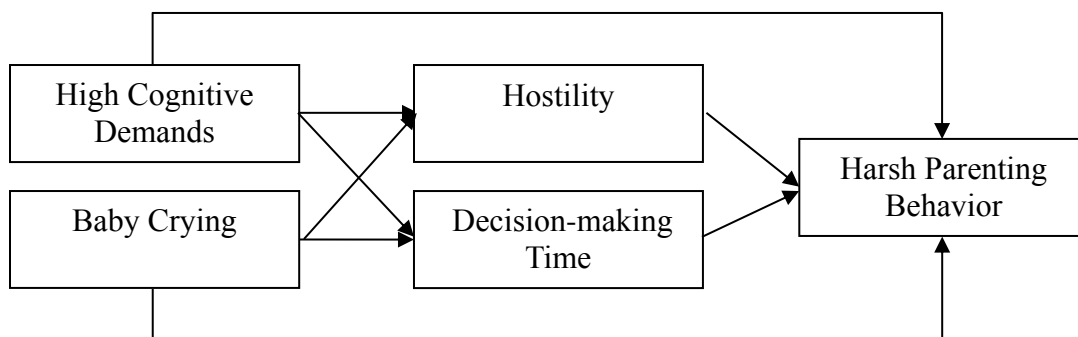 High Cognitive
Demands
Hostility
Harsh Parenting
Behavior
Baby Crying
Decision-making
Time